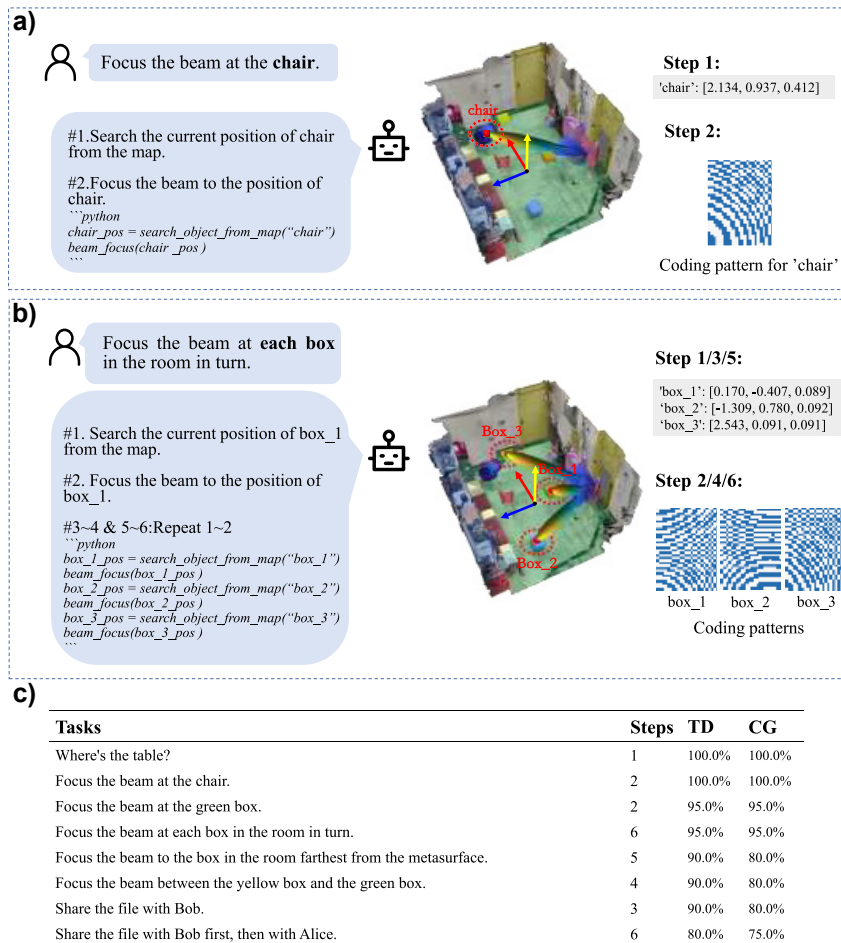 a)
Focus the beam at the chair.
#1.Search the current position of chair
from the map.
#2.Focus the beam to the position of
chair.
```python
chair_pos = search_object_from_map(“chair”)
beam_focus(chair _pos )
```
chair
Step 1:
'chair’: [2.134, 0.937, 0.412]
Step 2:
Coding pattern for ’chair’
b)
Focus the beam at each box
in the room in turn.
#1. Search the current position of box_1
from the map.
#2. Focus the beam to the position of
box_1.
#3~4 & 5~6:Repeat 1~2
```python
box_1_pos = search_object_from_map(“box_1”)
beam_focus(box_1_pos )
box_2_pos = search_object_from_map(“box_2”)
beam_focus(box_2_pos )
box_3_pos = search_object_from_map(“box_3”)
beam_focus(box_3_pos )
```
Box_3
Box_1
Box_2
Step 1/3/5:
'box_1’: [0.170, -0.407, 0.089]
‘box_2’: [-1.309, 0.780, 0.092]
‘box_3': [2.543, 0.091, 0.091]
Step 2/4/6:
box_1 box_2 box_3
Coding patterns
c)
Tasks Steps TD CG
Where's the table? 1 100.0% 100.0%
Focus the beam at the chair. 2 100.0% 100.0%
Focus the beam at the green box. 2 95.0% 95.0%
Focus the beam at each box in the room in turn. 6 95.0% 95.0%
Focus the beam to the box in the room farthest from the metasurface. 5 90.0% 80.0%
Focus the beam between the yellow box and the green box. 4 90.0% 80.0%
Share the file with Bob. 3 90.0% 80.0%
Share the file with Bob first, then with Alice. 6 80.0% 75.0%